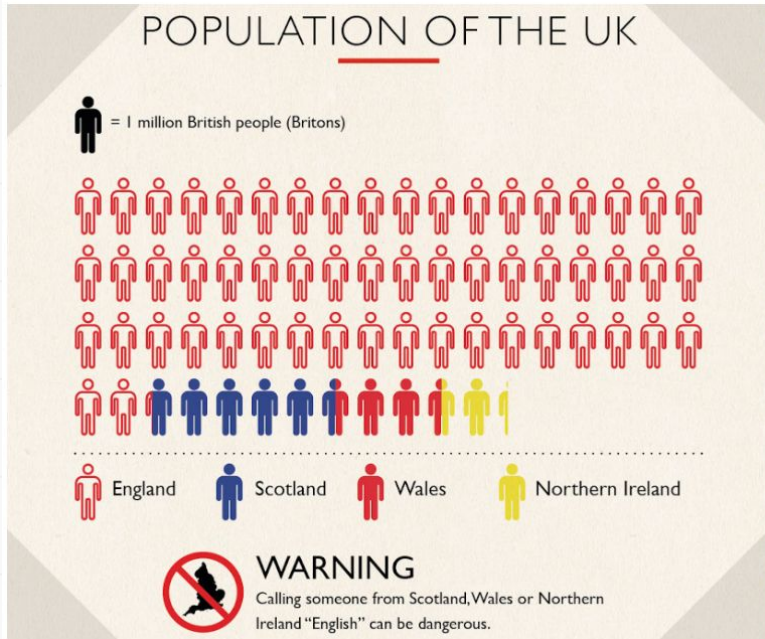 POPULATION OF THE UK
= 1 million British people (Britons)
England
Scotland
Wales
Northern Ireland
WARNING
Calling someone from Scotland,Wales or Northern
Ireland “English” can be dangerous.